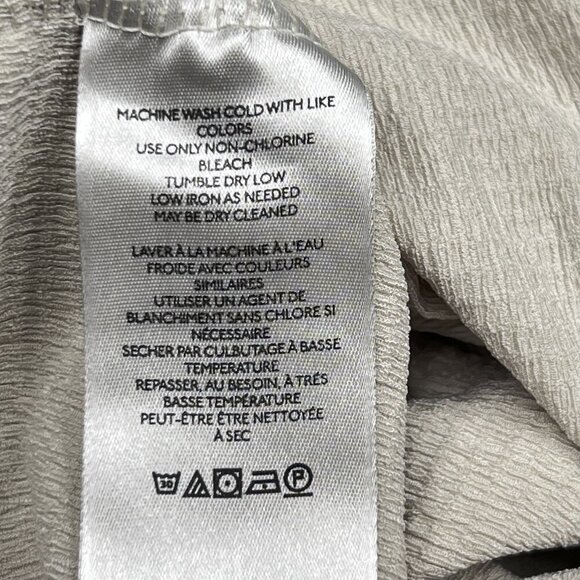 MACHINE WASH COLD WITH LIKE
COLORS
USE ONLY NON-CHLORINE
BLEACH
TUMBLE DRY LOW
LOW IRON AS NEEDED
MAY BE DRY CLEANED
LAVER À LA MACHINE À L'EAU
FROIDE AVEC COULEURS
SIMILAIRES
UTILISER UN AGENT DE
BLANCHIMENT SANS CHLORE SI
NÉCESSAIRE
SECHER PAR CULBUTAGE À BASSE
TEMPERATURE
REPASSER, AU BESOIN, À TRÉS
BASSE TEMPÉRATURE
PEUT-ÊTRE ÊTRE NETTOYÉE
À SEC
30 P